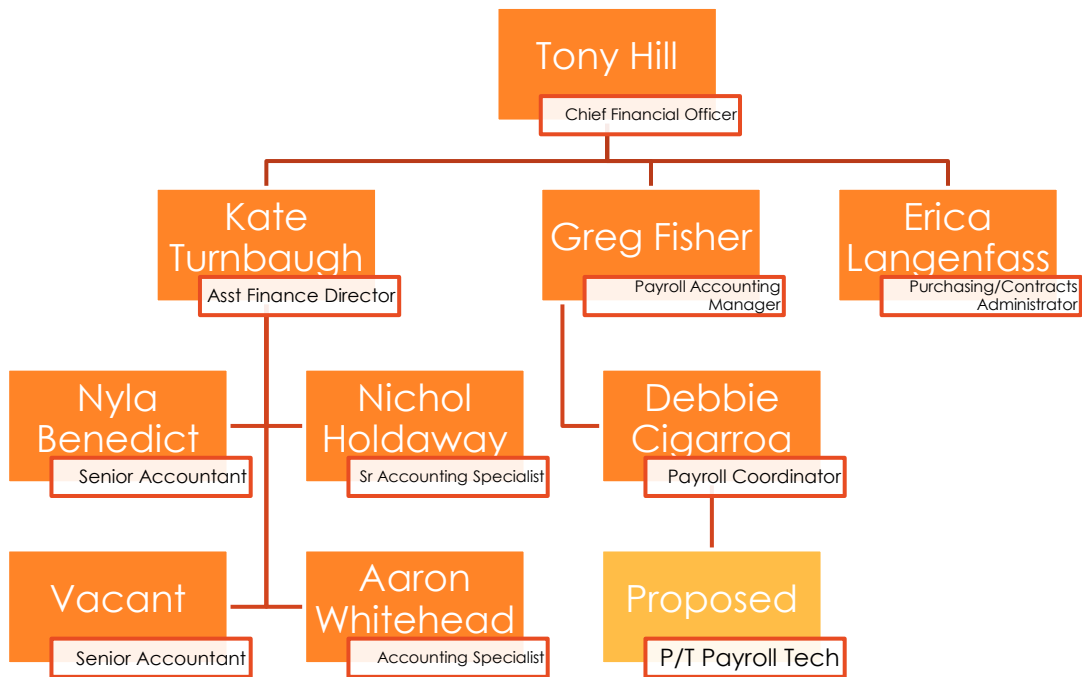 Tony Hill
Chief Financial Officer
Kate
Turnbaugh
Asst Finance Director
Greg Fisher
Payroll Accounting
Manager
Erica
Langenfass
Purchasing/Contracts
Administrator
Nyla
Benedict
Senior Accountant
Nichol
Holdaway
Sr Accounting Specialist
Debbie
Cigarroa
Payroll Coordinator
Vacant
Senior Accountant
Aaron
Whitehead
Accounting Specialist
Proposed
P/T Payroll Tech